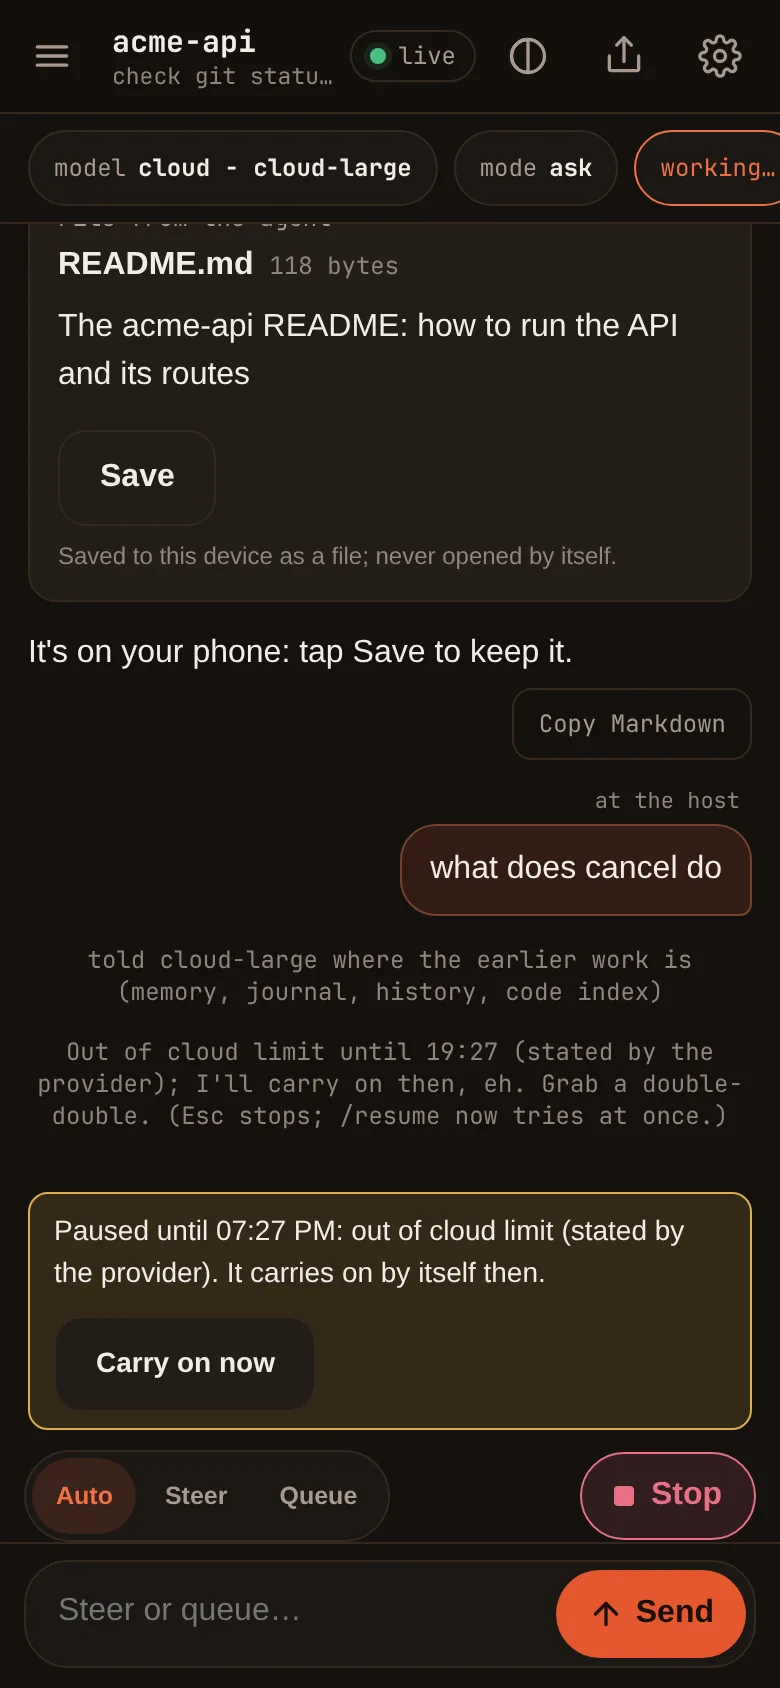 acme-api
check git statu…
live
model cloud - cloud-large
mode ask
working…
File from the agent
README.md 118 bytes
The acme-api README: how to run the API
and its routes
Save
Saved to this device as a file; never opened by itself.
It's on your phone: tap Save to keep it.
Copy Markdown
at the host
what does cancel do
told cloud-large where the earlier work is
(memory, journal, history, code index)
Out of cloud limit until 19:27 (stated by the
provider); I'll carry on then, eh. Grab a double-
double. (Esc stops; /resume now tries at once.)
Paused until 07:27 PM: out of cloud limit (stated by
the provider). It carries on by itself then.
Carry on now
Auto
Steer
Queue
Stop
Steer or queue…
Send